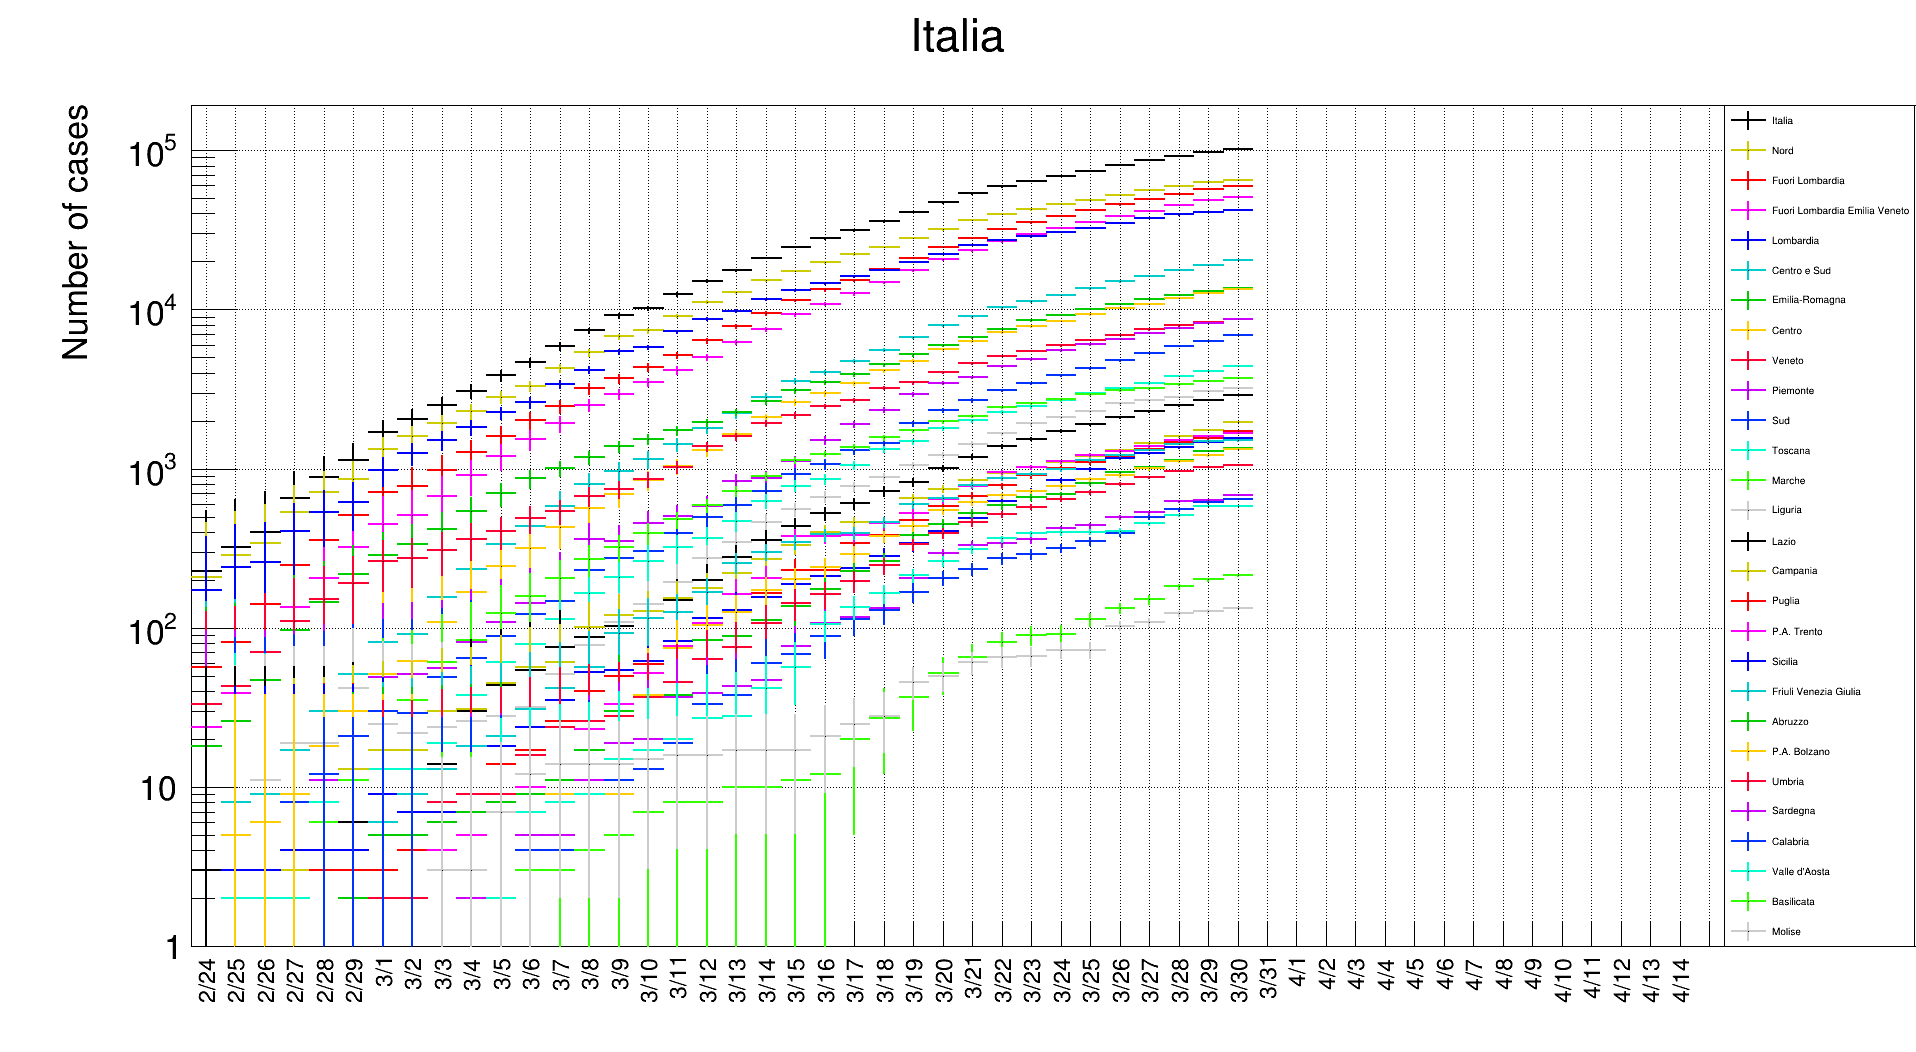 Italia
Number of cases
10^5
10^4
10^3
10^2
10
1
2/24 2/25 2/26 2/27 2/28 2/29 3/1 3/2 3/3 3/4 3/5 3/6 3/7 3/8 3/9 3/10 3/11 3/12 3/13 3/14 3/15 3/16 3/17 3/18 3/19 3/20 3/21 3/22 3/23 3/24 3/25 3/26 3/27 3/28 3/29 3/30 3/31 4/1 4/2 4/3 4/4 4/5 4/6 4/7 4/8 4/9 4/10 4/11 4/12 4/13 4/14
Italia
Nord
Fuori Lombardia
Fuori Lombardia Emilia Veneto
Lombardia
Centro e Sud
Emilia-Romagna
Centro
Veneto
Piemonte
Sud
Toscana
Marche
Liguria
Lazio
Campania
Puglia
P.A. Trento
Sicilia
Friuli Venezia Giulia
Abruzzo
P.A. Bolzano
Umbria
Sardegna
Calabria
Valle d'Aosta
Basilicata
Molise